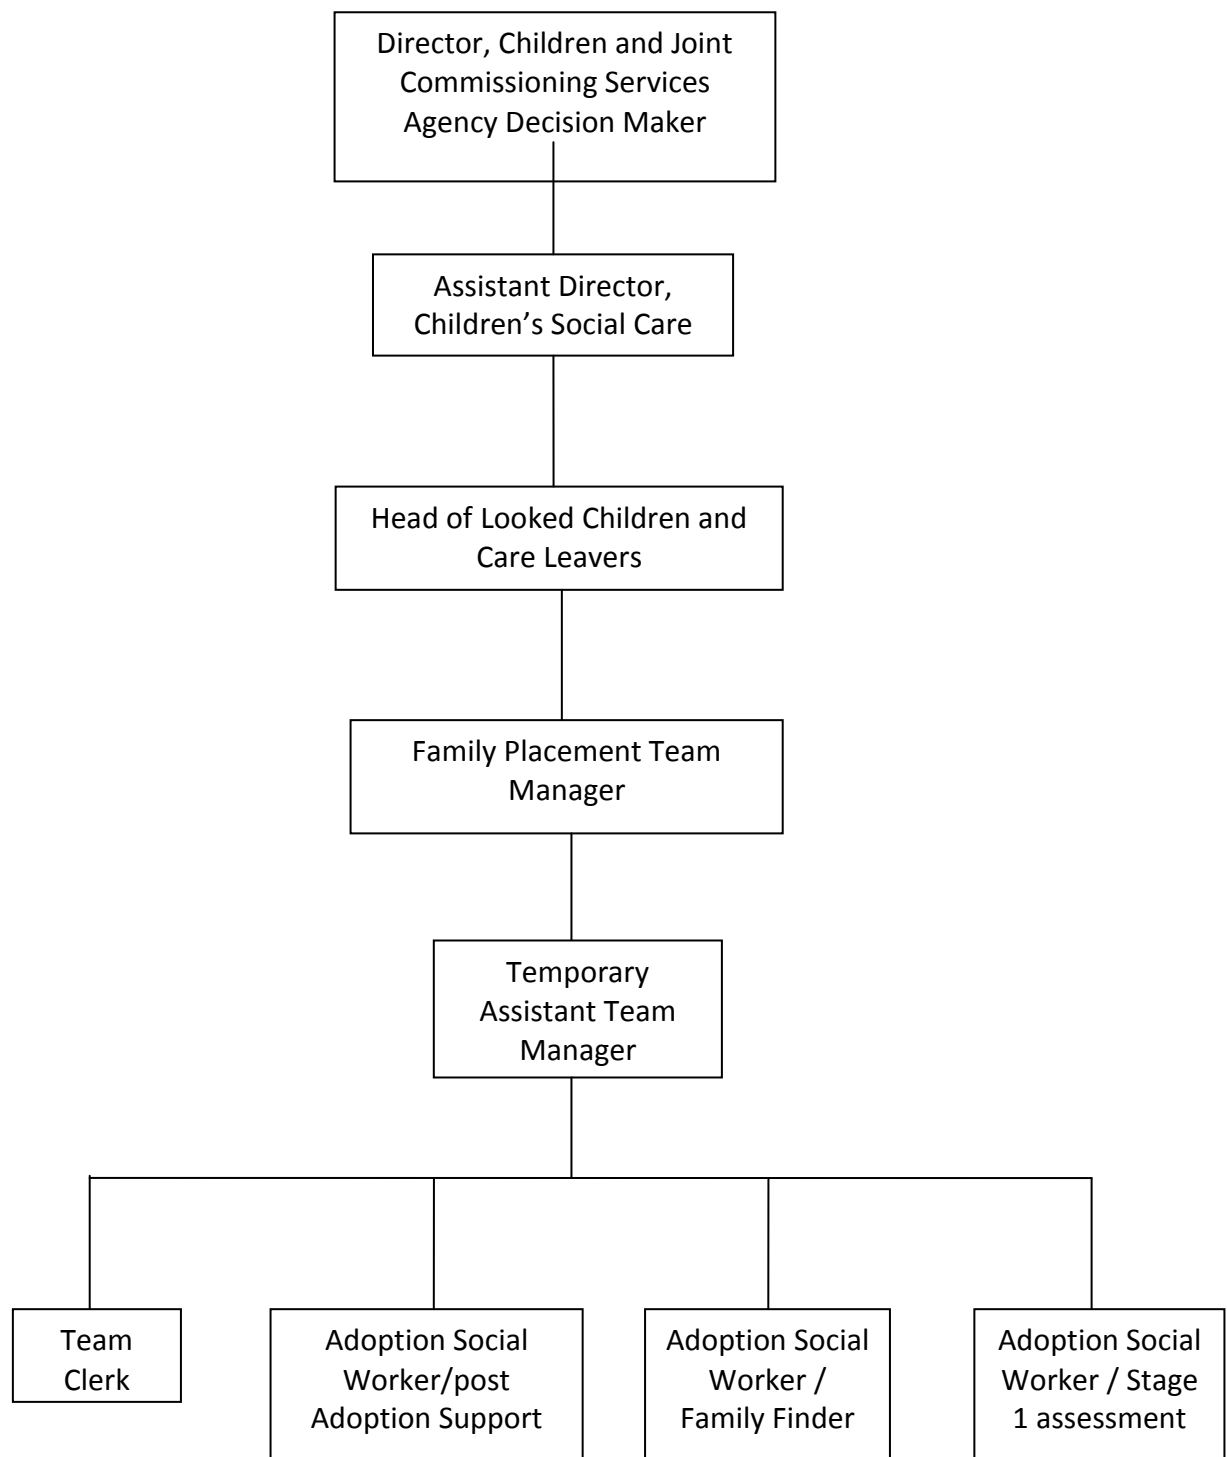 Director, Children and Joint
Commissioning Services
Agency Decision Maker
Assistant Director,
Children’s Social Care
Head of Looked Children and
Care Leavers
Family Placement Team
Manager
Temporary
Assistant Team
Manager
Team
Clerk
Adoption Social
Worker/post
Adoption Support
Adoption Social
Worker /
Family Finder
Adoption Social
Worker / Stage
1 assessment